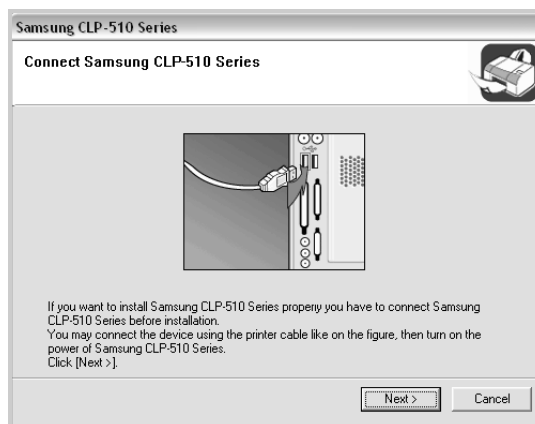 Samsung CLP-510 Series
Connect Samsung CLP-510 Series
If you want to install Samsung CLP-510 Series propery you have to connect Samsung
CLP-510 Series before installation.
You may connect the device using the printer cable like on the figure, then turn on the
power of Samsung CLP-510 Series.
Click [Next >].
Next >
Cancel